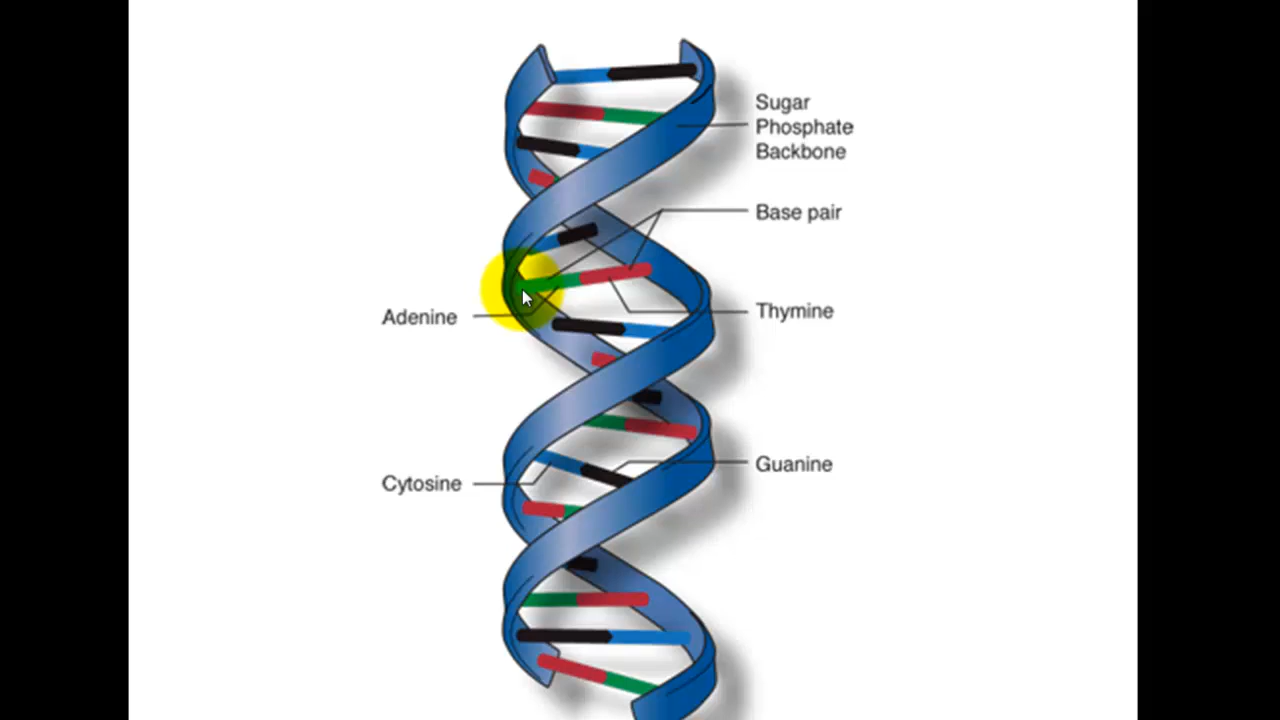 Sugar
Phosphate
Backbone
Base pair
Adenine
Thymine
Cytosine
Guanine